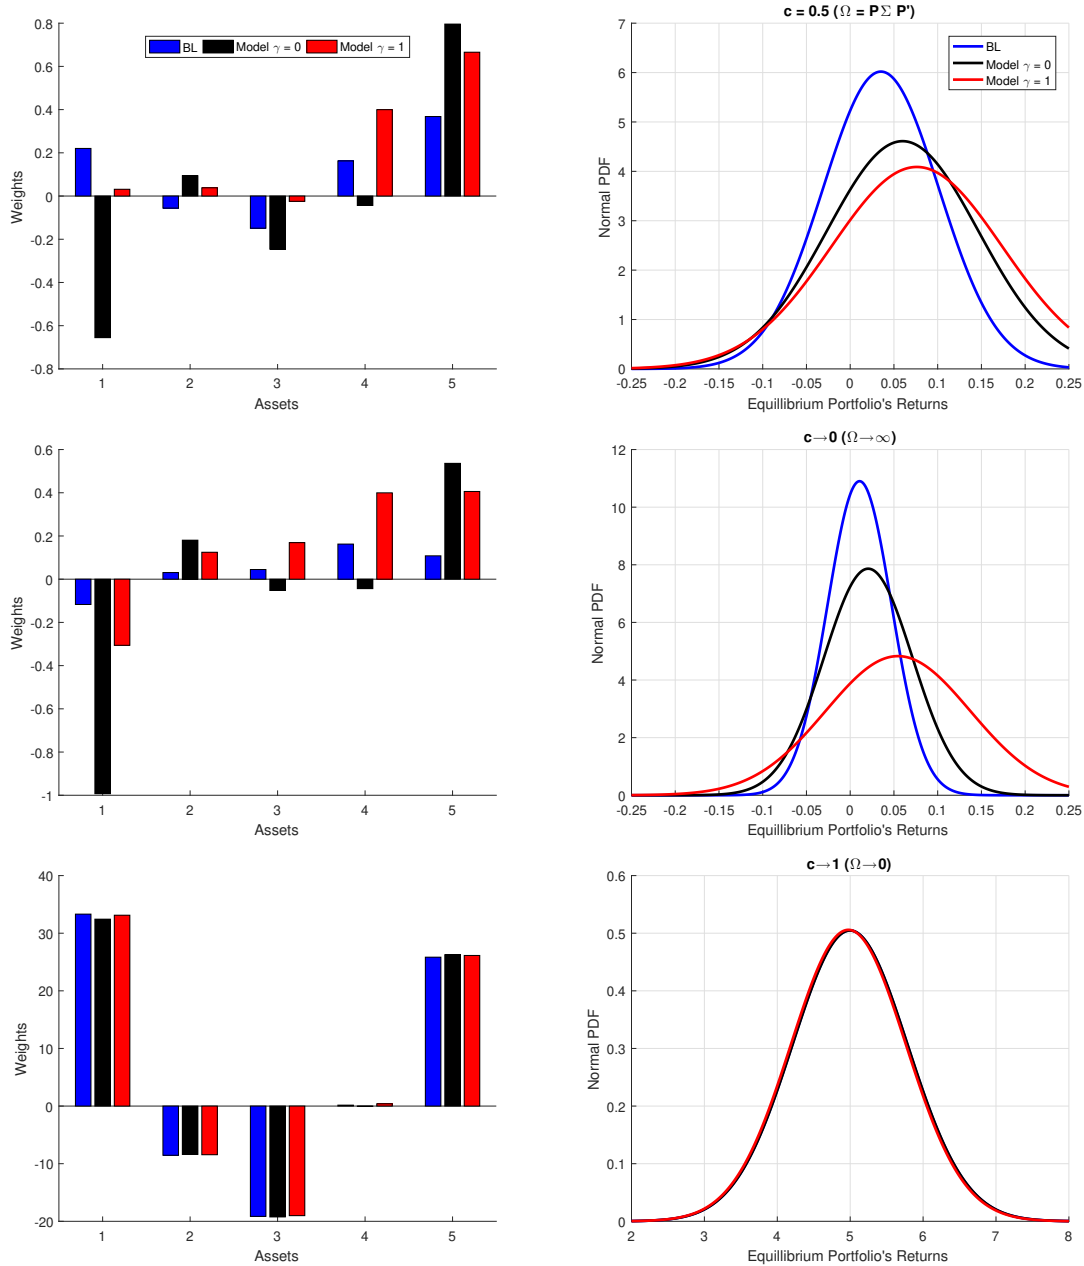 0.8
0.6
0.4
0.2
0
-0.2
-0.4
-0.6
-0.8
Weights
BL Model γ = 0 Model γ = 1
1 2 3 4 5
Assets
c = 0.5 (Ω = PΣ P')
7
6
5
4
3
2
1
0
Normal PDF
BL
Model γ = 0
Model γ = 1
-0.25 -0.2 -0.15 -0.1 -0.05 0 0.05 0.1 0.15 0.2 0.25
Equilibrium Portfolio's Returns
0.6
0.4
0.2
0
-0.2
-0.4
-0.6
-0.8
-1
Weights
1 2 3 4 5
Assets
c→0 (Ω→∞)
12
10
8
6
4
2
0
Normal PDF
-0.25 -0.2 -0.15 -0.1 -0.05 0 0.05 0.1 0.15 0.2 0.25
Equilibrium Portfolio's Returns
40
30
20
10
0
-10
-20
Weights
1 2 3 4 5
Assets
c→1 (Ω→0)
0.6
0.5
0.4
0.3
0.2
0.1
0
Normal PDF
2 3 4 5 6 7 8
Equilibrium Portfolio's Returns